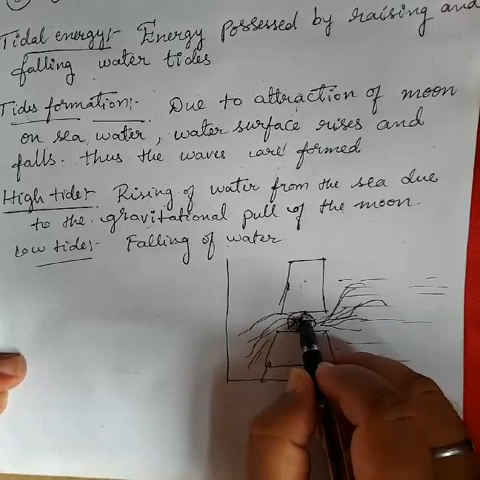 Tidal energy:- Energy possessed by raising and
falling water tides
Tides formation:- Due to attraction of moon
on sea water, water surface rises and
falls. thus the waves are formed
High tide:- Rising of water from the sea due
to the gravitational pull of the moon.
Low tide:- Falling of water